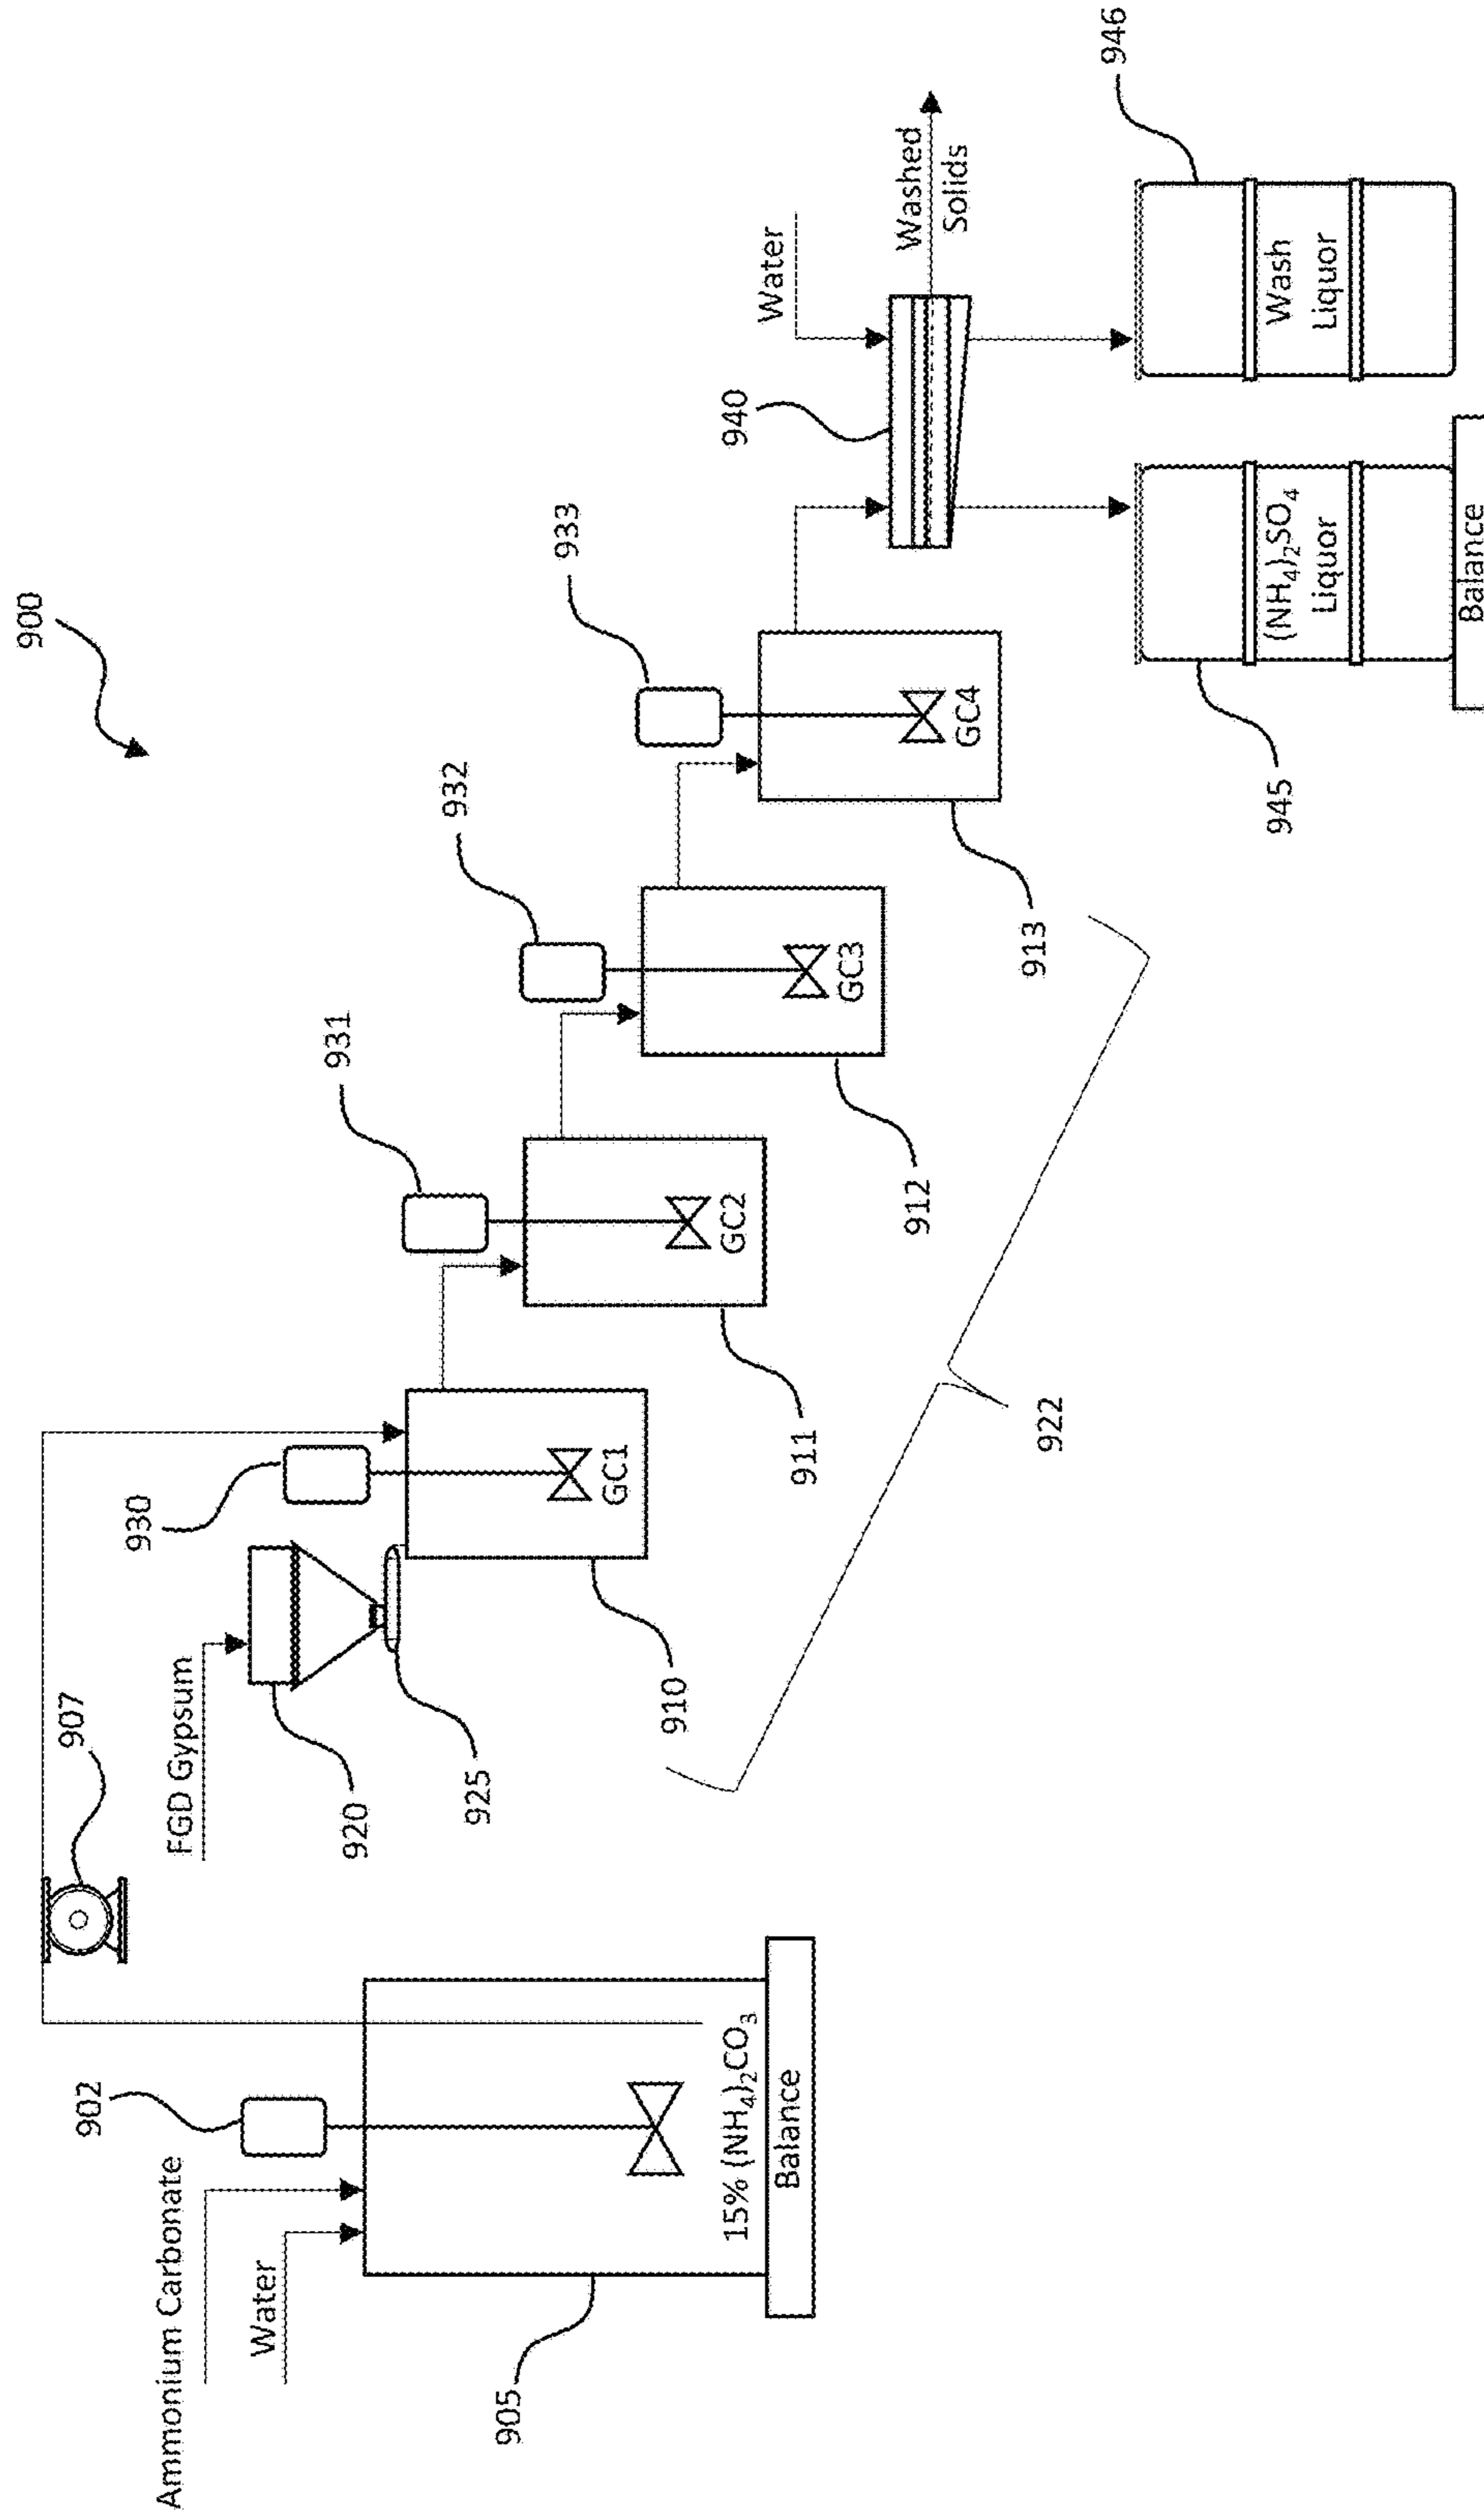 900
Ammonium Carbonate
Water
902
905
15% (NH₄)₂CO₃
Balance
907
FGD Gypsum
920
925
930
GC1
910
931
GC2
911
932
GC3
912
933
GC4
913
922
940
Water
Washed
Solids
(NH₄)₂SO₄
Liquor
945
Balance
Wash
Liquor
946